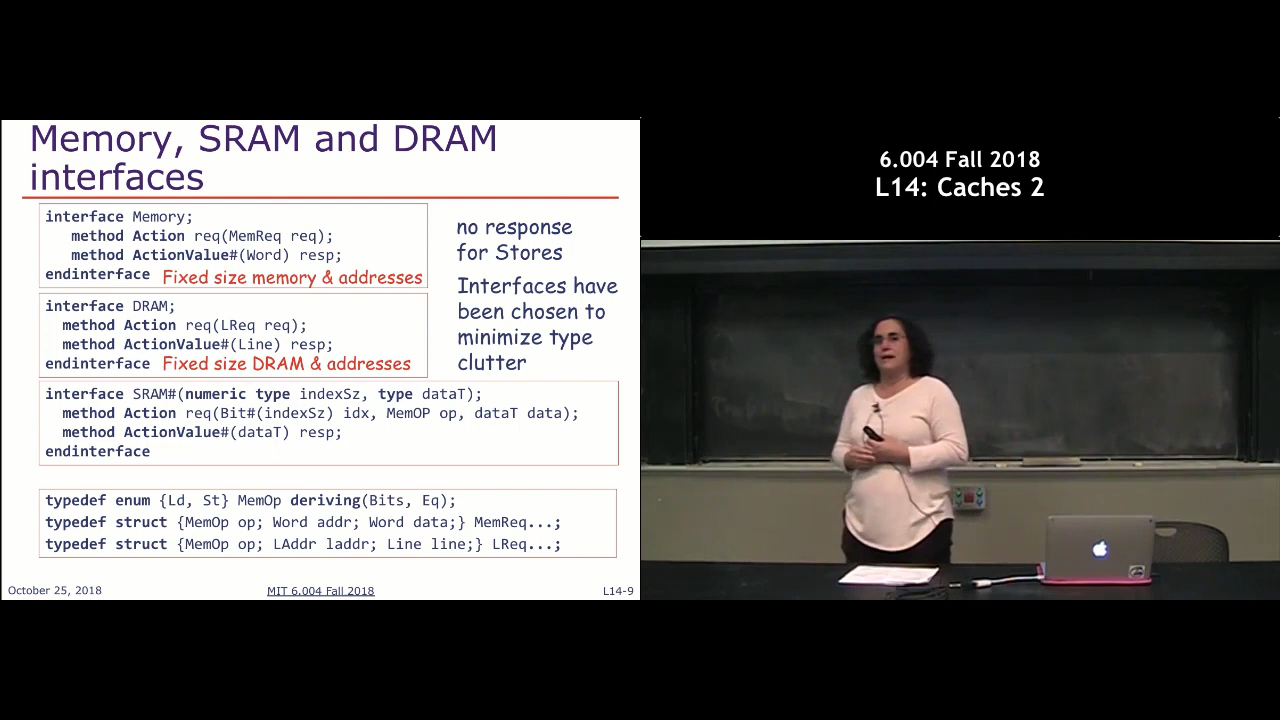 Memory, SRAM and DRAM
interfaces
interface Memory;
method Action req(MemReq req);
method ActionValue#(Word) resp;
endinterface Fixed size memory & addresses
no response
for Stores
Interfaces have
been chosen to
minimize type
clutter
interface DRAM;
method Action req(LReq req);
method ActionValue#(Line) resp;
endinterface Fixed size DRAM & addresses
interface SRAM#(numeric type indexSz, type dataT);
method Action req(Bit#(indexSz) idx, MemOP op, dataT data);
method ActionValue#(dataT) resp;
endinterface
typedef enum {Ld, St} MemOp deriving(Bits, Eq);
typedef struct {MemOp op; Word addr; Word data;} MemReq...;
typedef struct {MemOp op; LAddr laddr; Line line;} LReq...;
October 25, 2018
MIT 6.004 Fall 2018
L14-9
6.004 Fall 2018
L14: Caches 2